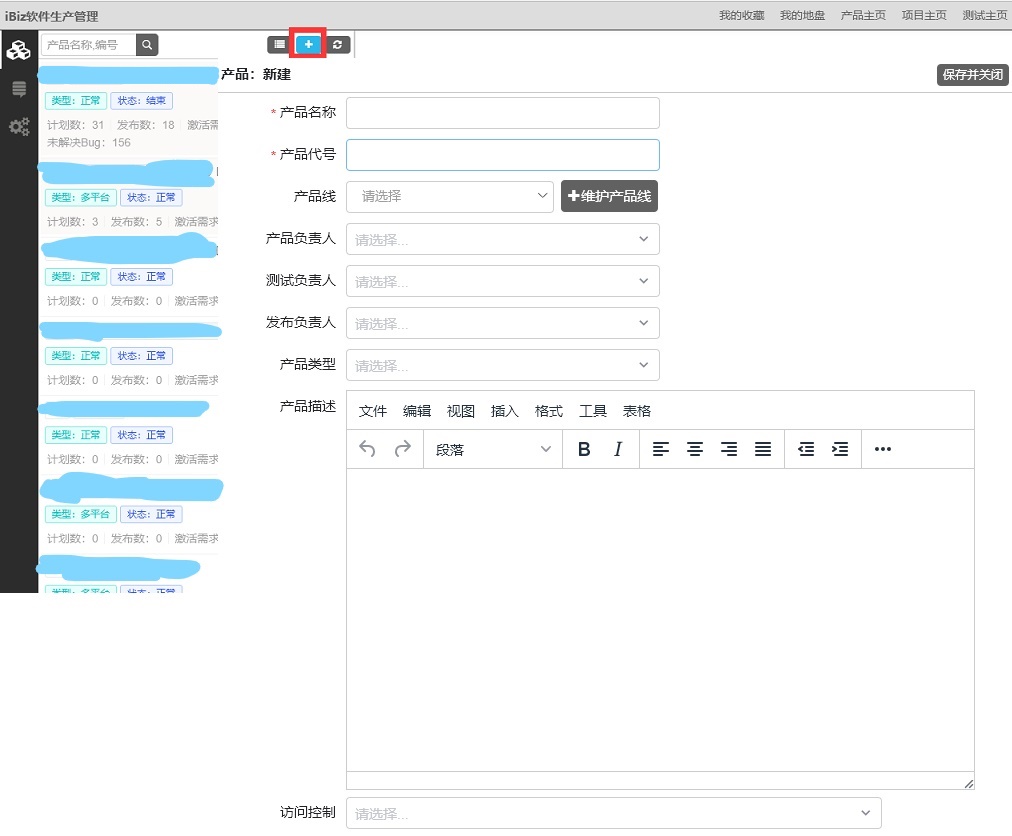 iBiz软件生产管理
我的收藏 我的地盘 产品主页 项目主页 测试主页
产品名称,编号
类型：正常 状态：结束
计划数：31 发布数：18 激活需
未解决Bug：156
类型：多平台 状态：正常
计划数：3 发布数：5 激活需求
类型：正常 状态：正常
计划数：0 发布数：0 激活需求
类型：正常 状态：正常
计划数：0 发布数：0 激活需求
类型：正常 状态：正常
计划数：0 发布数：0 激活需求
类型：多平台 状态：正常
计划数：0 发布数：0 激活需求
类型：多平台 状态：正常
产品：新建
保存并关闭
* 产品名称
* 产品代号
产品线 请选择 维护产品线
产品负责人 请选择...
测试负责人 请选择...
发布负责人 请选择...
产品类型 请选择...
产品描述
文件 编辑 视图 插入 格式 工具 表格
段落 B I
访问控制 请选择...